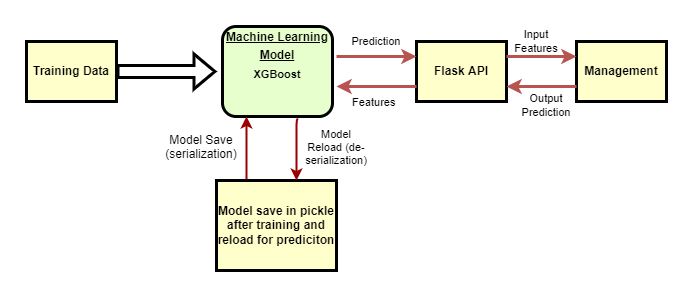 Training Data
Machine Learning
Model
XGBoost
Prediction
Features
Flask API
Input
Features
Output
Prediction
Management
Model Save
(serialization)
Model
Reload (de-
serialization)
Model save in pickle
after training and
reload for prediciton